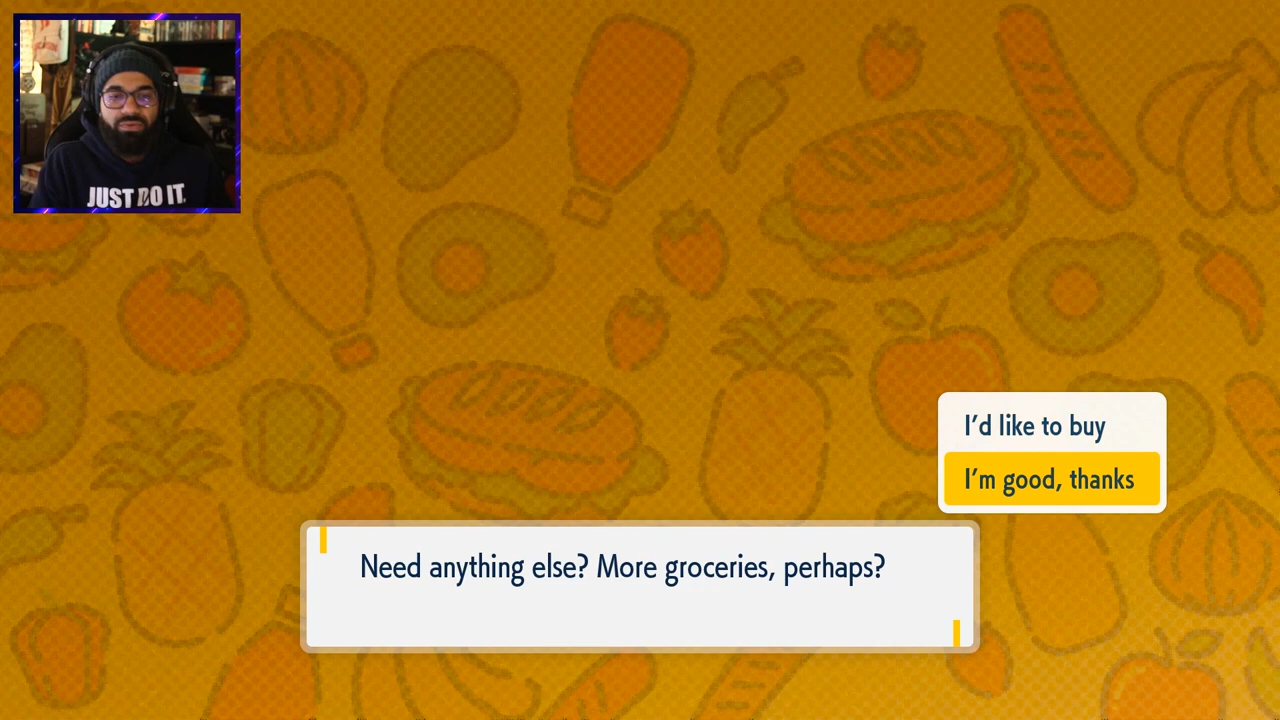 JUST DO IT.
I'd like to buy
I'm good, thanks
Need anything else? More groceries, perhaps?